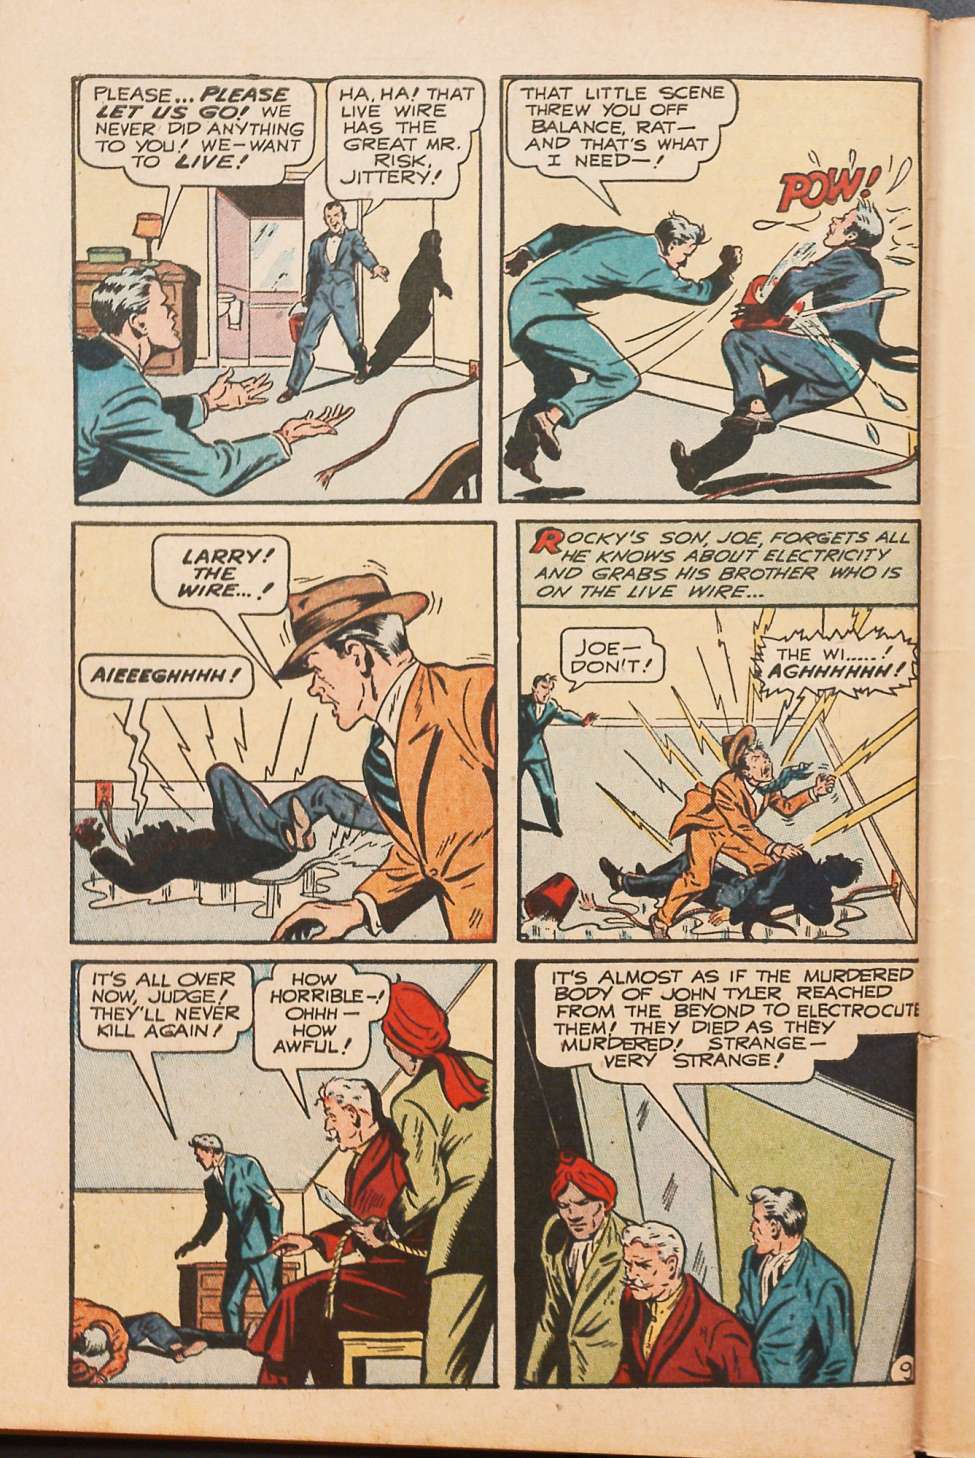 PLEASE... PLEASE
LET US GO! WE
NEVER DID ANYTHING
TO YOU! WE-WANT
TO LIVE!
HA, HA! THAT
LIVE WIRE
HAS THE
GREAT MR.
RISK,
JITTERY!
THAT LITTLE SCENE
THREW YOU OFF
BALANCE, RAT—
AND THAT'S WHAT
I NEED—!
POW!
LARRY!
THE
WIRE...!
AIEEEGHHHH!
ROCKY'S SON, JOE, FORGETS ALL
HE KNOWS ABOUT ELECTRICITY
AND GRABS HIS BROTHER WHO IS
ON THE LIVE WIRE...
JOE—
DON'T!
THE WI.....!
AGHHHHHH!
IT'S ALL OVER
NOW, JUDGE!
THEY'LL NEVER
KILL AGAIN!
HOW
HORRIBLE-!
OHHH—
HOW
AWFUL!
IT'S ALMOST AS IF THE MURDERED
BODY OF JOHN TYLER REACHED
FROM THE BEYOND TO ELECTROCUTE
THEM! THEY DIED AS THEY
MURDERED! STRANGE—
VERY STRANGE!
9